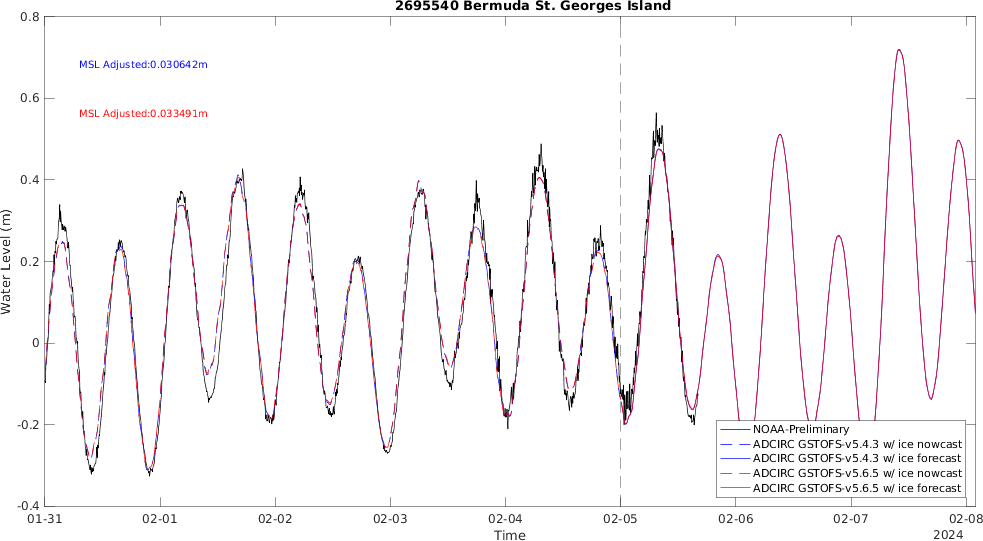 2695540 Bermuda St. Georges Island
MSL Adjusted:0.030642m
MSL Adjusted:0.033491m
Water Level (m)
0.8
0.6
0.4
0.2
0
-0.2
-0.4
01-31
02-01
02-02
02-03
02-04
02-05
02-06
02-07
02-08
2024
Time
NOAA-Preliminary
ADCIRC GSTOFS-v5.4.3 w/ ice nowcast
ADCIRC GSTOFS-v5.4.3 w/ ice forecast
ADCIRC GSTOFS-v5.6.5 w/ ice nowcast
ADCIRC GSTOFS-v5.6.5 w/ ice forecast